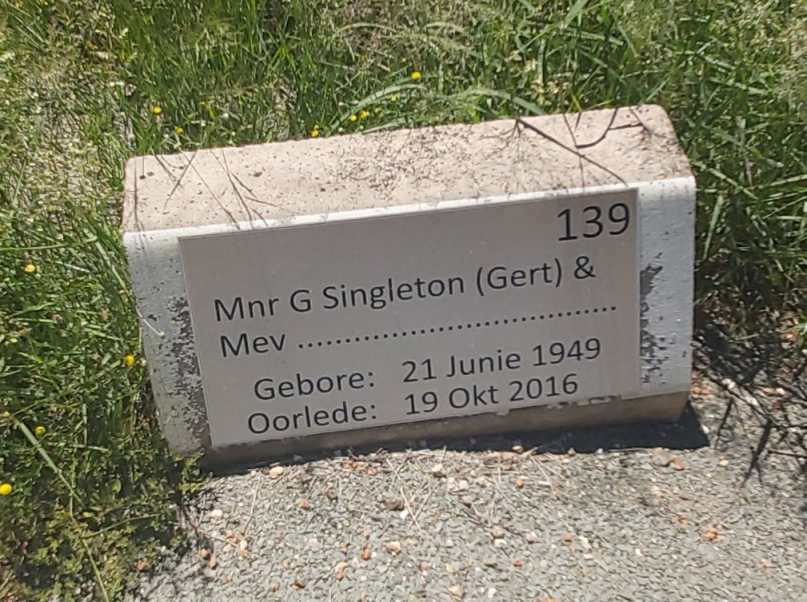 139
Mnr G Singleton (Gert) &
Mev ...................................
Gebore: 21 Junie 1949
Oorlede: 19 Okt 2016